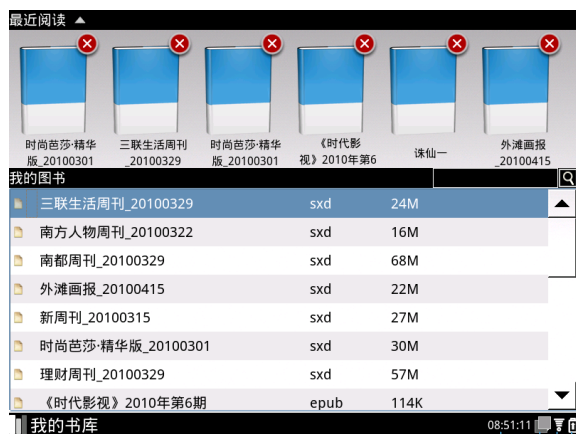 最近阅读
时尚芭莎·精华
版_20100301
三联生活周刊
_20100329
时尚芭莎·精华
版_20100301
《时代影
视》2010年第6
诛仙一
外滩画报
_20100415
我的图书
三联生活周刊_20100329 sxd 24M
南方人物周刊_20100322 sxd 16M
南都周刊_20100329 sxd 68M
外滩画报_20100415 sxd 22M
新周刊_20100315 sxd 27M
时尚芭莎·精华版_20100301 sxd 30M
理财周刊_20100329 sxd 57M
《时代影视》2010年第6期 epub 114K
我的书库 08:51:11